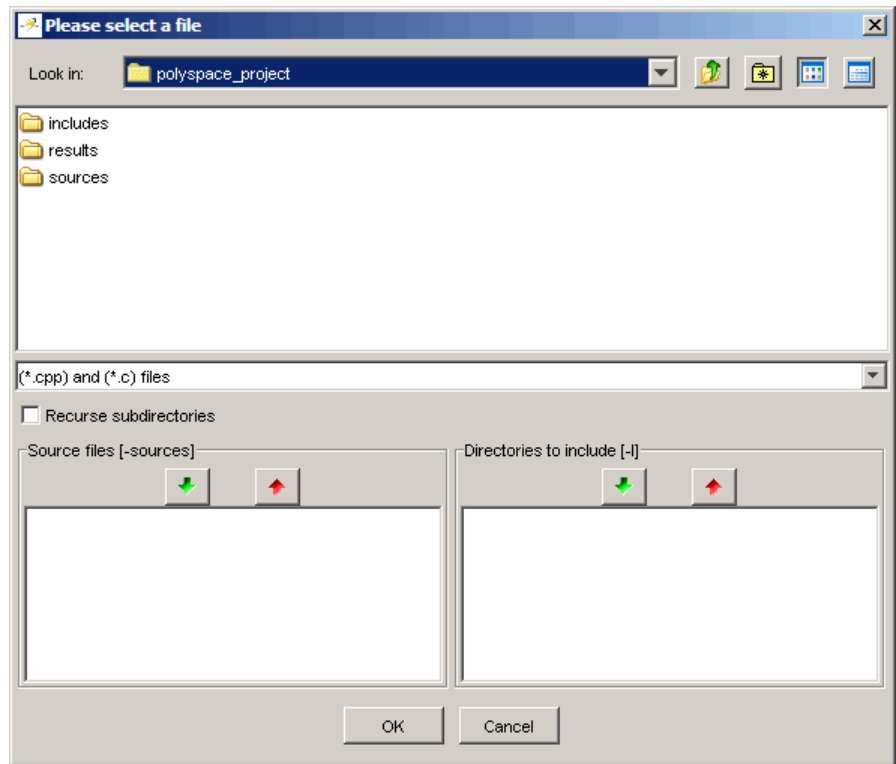 Please select a file
Look in: polyspace_project
includes
results
sources
(*.cpp) and (*.c) files
Recurse subdirectories
Source files [-sources] Directories to include [-I]
OK Cancel